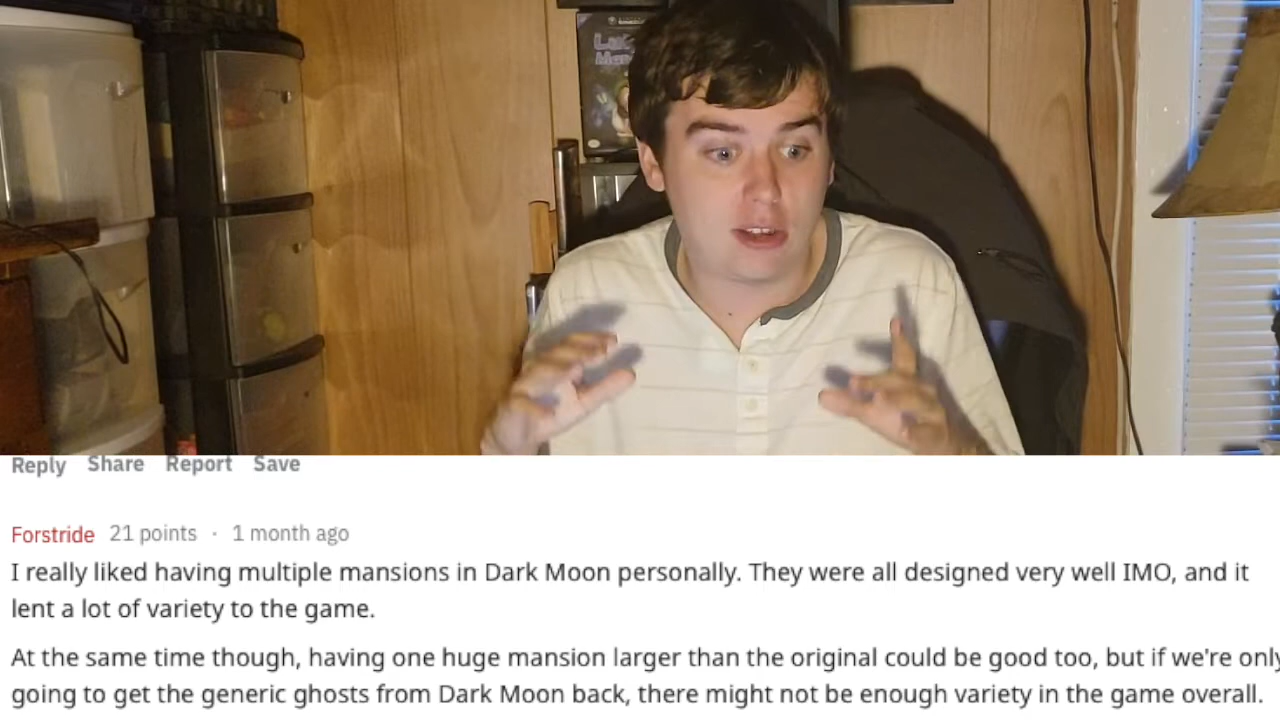 Reply Share Report Save
Forstride 21 points · 1 month ago
I really liked having multiple mansions in Dark Moon personally. They were all designed very well IMO, and it
lent a lot of variety to the game.
At the same time though, having one huge mansion larger than the original could be good too, but if we're only
going to get the generic ghosts from Dark Moon back, there might not be enough variety in the game overall.